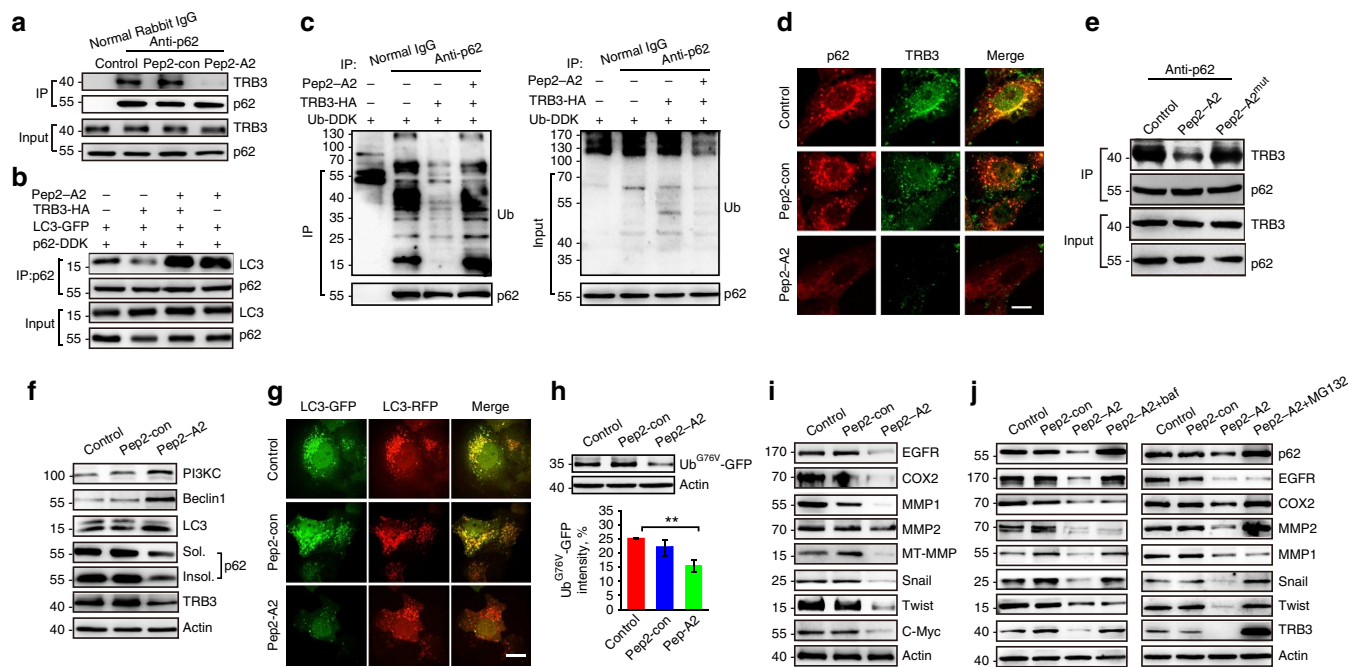 a
Normal Rabbit IgG
Anti-p62
Control Pep2-con Pep2-A2
IP
40
TRB3
55
p62
Input
40
TRB3
55
p62
b
Pep2–A2 – – + +
TRB3-HA – + + –
LC3-GFP + + + +
p62-DDK + + + +
IP:p62
15
LC3
55
p62
Input
15
LC3
55
p62
c
IP: Normal IgG Anti-p62
Pep2–A2 – – – +
TRB3-HA – – + +
Ub-DDK + + + +
130
100
70
55
40
35
25
15
IP
Ub
55
p62
IP: Normal IgG Anti-p62
Pep2–A2 – – – +
TRB3-HA – – + +
Ub-DDK + + + +
170
130
100
70
55
40
35
Input
Ub
55
p62
d
p62 TRB3 Merge
Control
Pep2-con
Pep2–A2
e
Anti-p62
Control Pep2–A2 Pep2–A2mut
IP
40
TRB3
55
p62
Input
40
TRB3
55
p62
f
Control Pep2-con Pep2–A2
100 PI3KC
55 Beclin1
15 LC3
55 Sol.
55 Insol.
p62
40 TRB3
40 Actin
g
LC3-GFP LC3-RFP Merge
Control
Pep2-con
Pep2-A2
h
Control Pep2-con Pep2–A2
35 UbG76V-GFP
40 Actin
UbG76V-GFP
intensity, %
35
30
25
20
15
10
5
0
**
Control Pep2-con Pep-A2
i
Control Pep2-con Pep2–A2
170 EGFR
70 COX2
55 MMP1
70 MMP2
15 MT-MMP
25 Snail
15 Twist
55 C-Myc
40 Actin
j
Control Pep2-con Pep2–A2 Pep2–A2+baf
Control Pep2-con Pep2–A2 Pep2–A2+MG132
55 p62
170 EGFR
70 COX2
70 MMP2
55 MMP1
25 Snail
15 Twist
40 TRB3
40 Actin